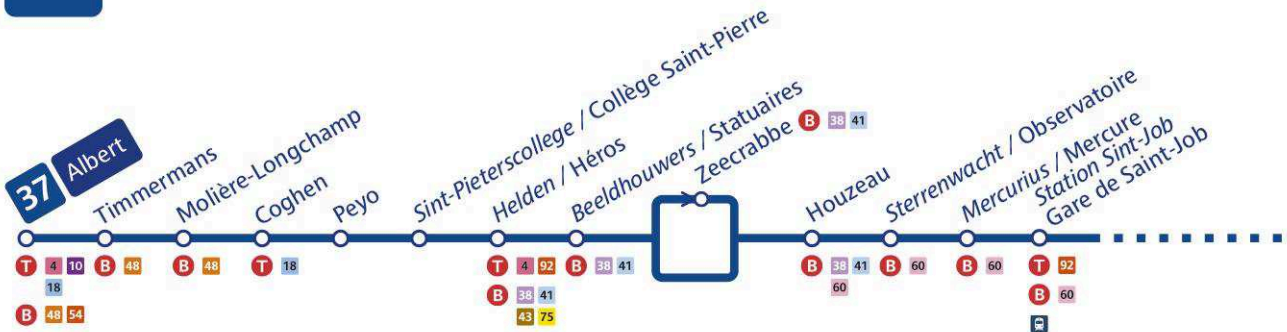 37 Albert
Timmermans
Molière-Longchamp
Coghen
Peyo
Sint-Pieterscollege / Collège Saint-Pierre
Helden / Héros
Beeldhouwers / Statuaires
Zeecrabbe B 38 41
Houzeau
Sterrenwacht / Observatoire
Mercurius / Mercure
Station Sint-Job
Gare de Saint-Job
T 4 10
18
B 48 54
B 48
B 48
T 18
T 4 92
B 38 41
43 75
B 38 41
B 38 41
60
B 60
B 60
T 92
B 60